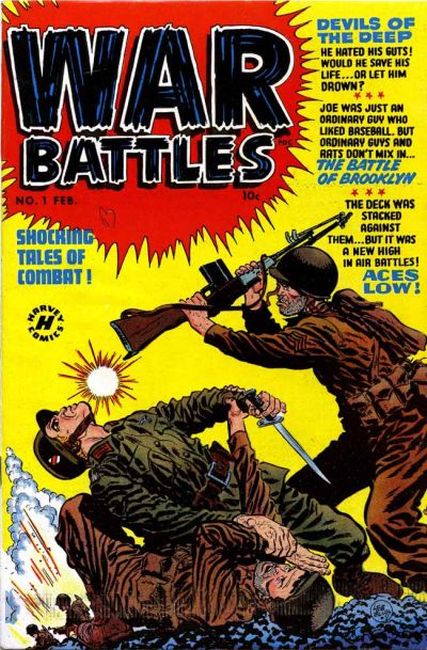 WAR
BATTLES
NO. 1 FEB.
10¢
SHOCKING
TALES OF
COMBAT!
HARVEY
H
COMICS
DEVILS OF
THE DEEP
HE HATED HIS GUTS!
WOULD HE SAVE HIS
LIFE...OR LET HIM
DROWN?
JOE WAS JUST AN
ORDINARY GUY WHO
LIKED BASEBALL. BUT
ORDINARY GUYS AND
RATS DON'T MIX IN...
THE BATTLE
OF BROOKLYN
THE DECK WAS
STACKED
AGAINST
THEM...BUT IT WAS
A NEW HIGH
IN AIR BATTLES!
ACES
LOW!